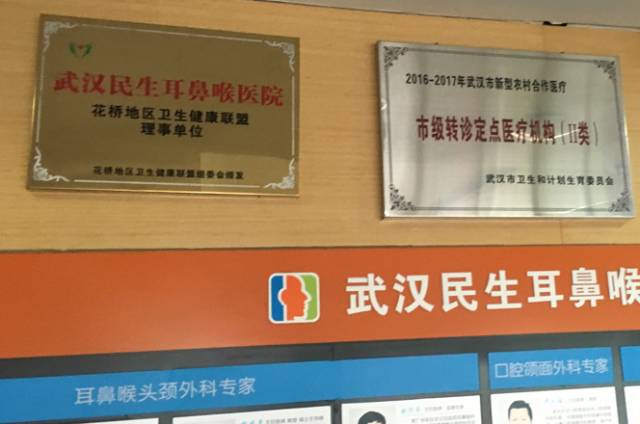 武汉民生耳鼻喉医院
花桥地区卫生健康联盟
理事单位
花桥地区卫生健康联盟组委会颁发
2016-2017年武汉市新型农村合作医疗
市级转诊定点医疗机构（II类）
武汉市卫生和计划生育委员会
武汉民生耳鼻喉
耳鼻喉头颈外科专家
口腔颌面外科专家